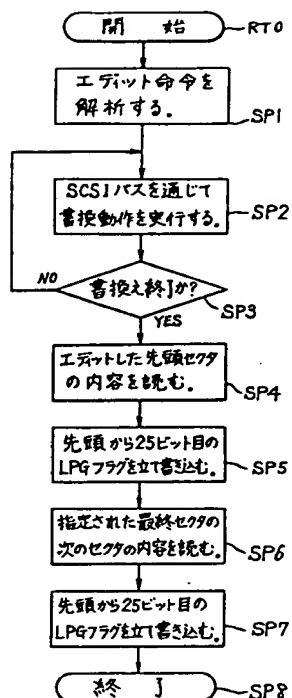 開 始
RT0
エディット命令を
解析する。
SP1
SCSIバスを通じて
書換動作を実行する。
SP2
NO
書換え終了か?
SP3
YES
エディットした先頭セクタ
の内容を読む。
SP4
先頭から25ビット目の
LPGフラグを立て書き込む。
SP5
指定された最終セクタの
次のセクタの内容を読む。
SP6
先頭から25ビット目の
LPGフラグを立て書き込む。
SP7
終 了
SP8